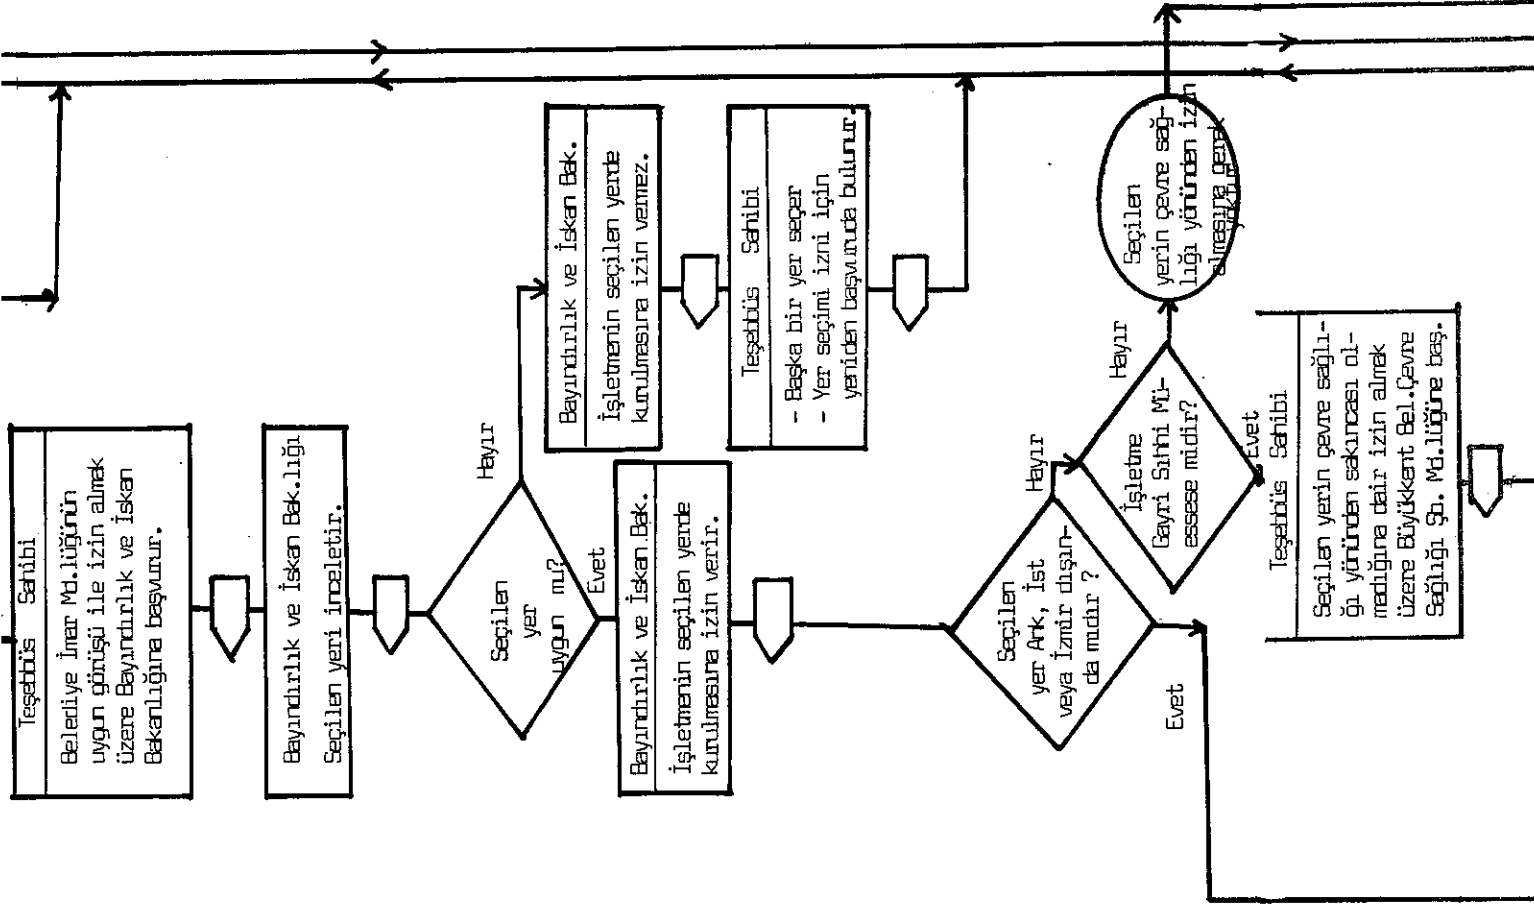 Teşebbüs Sahibi
Belediye İmar Md.lüğünün
uygun görüşü ile izin almak
üzere Bayındırlık ve İskan
Bakanlığına başvurur.
Bayındırlık ve İskan Bak.lığı
Seçilen yeri inceletir.
Seçilen
yer
uygun mu?
Hayır
Evet
Bayındırlık ve İskan Bak.
İşletmenin seçilen yerde
kurulmasına izin vermez.
Teşebbüs Sahibi
- Başka bir yer seçer
- Yer seçimi izni için
yeniden başvuruda bulunur.
Bayındırlık ve İskan Bak.
İşletmenin seçilen yerde
kurulmasına izin verir.
Seçilen
yer Ank, İst
veya İzmir dışın-
da mıdır ?
Hayır
Evet
İşletme
Gayri Sıhhi Mü-
essese midir?
Hayır
Evet
Seçilen
yerin çevre sağ-
lığı yönünden izin
almasına gerek
yoktur
Teşebbüs Sahibi
Seçilen yerin çevre sağlı-
ğı yönünden sakıncası ol-
madığına dair izin almak
üzere Büyükkent Bel.Çevre
Sağlığı Şb. Md.lüğüne baş.